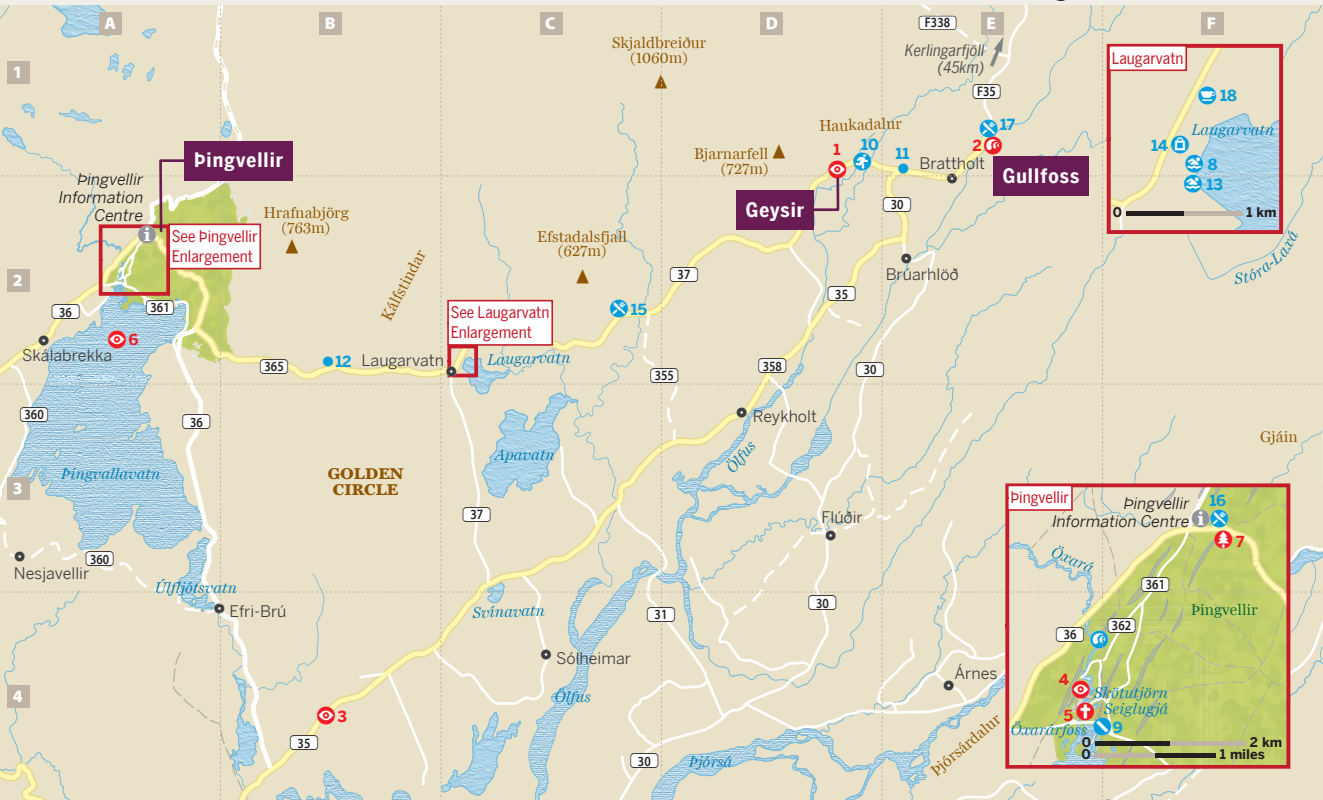 A
B
C
D
E
F
1
2
3
4
F338
Kerlingarfjöll
(45km)
F35
Skjaldbreiður
(1060m)
Haukadalur
Bjarnarfell
(727m)
1
10
11
17
2
Brattholt
Gullfoss
Geysir
30
Þingvellir
Þingvellir
Information
Centre
See Þingvellir
Enlargement
Hrafnabjörg
(763m)
Efstadalsfjall
(627m)
Kálfstindar
37
35
Brúarhlöð
Stóra-Laxá
36
361
6
Skálabrekka
15
See Laugarvatn
Enlargement
365
12
Laugarvatn
Laugarvatn
355
358
30
360
36
Reykholt
Apavatn
Ölfus
Gjáin
Þingvallavatn
GOLDEN
CIRCLE
37
Flúðir
Nesjavellir
360
Úlfljótsvatn
Efri-Brú
Svínavatn
31
30
Sólheimar
Ölfus
Árnes
3
35
30
Þjórsá
Þjórsárdalur
Laugarvatn
18
Laugarvatn
14
8
13
0
1 km
Þingvellir
Þingvellir
Information Centre
16
7
Öxará
361
Þingvellir
362
36
4
Skötutjörn
Seiglugjá
5
9
Öxarárfoss
0
2 km
0
1 miles